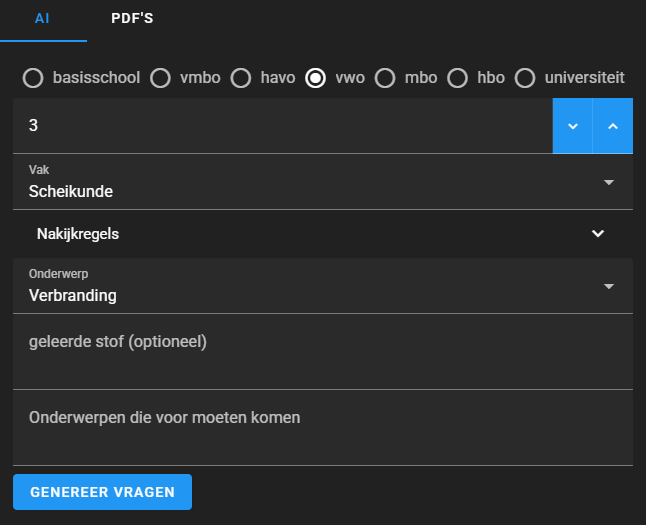 AI PDF'S
basisschool vmbo havo vwo mbo hbo universiteit
3
Vak
Scheikunde
Nakijkregels
Onderwerp
Verbranding
geleerde stof (optioneel)
Onderwerpen die voor moeten komen
GENEREER VRAGEN